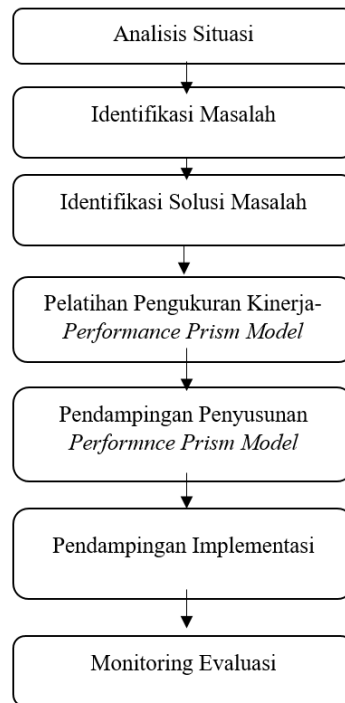 Analisis Situasi
Identifikasi Masalah
Identifikasi Solusi Masalah
Pelatihan Pengukuran Kinerja-
Performance Prism Model
Pendampingan Penyusunan
Performnce Prism Model
Pendampingan Implementasi
Monitoring Evaluasi